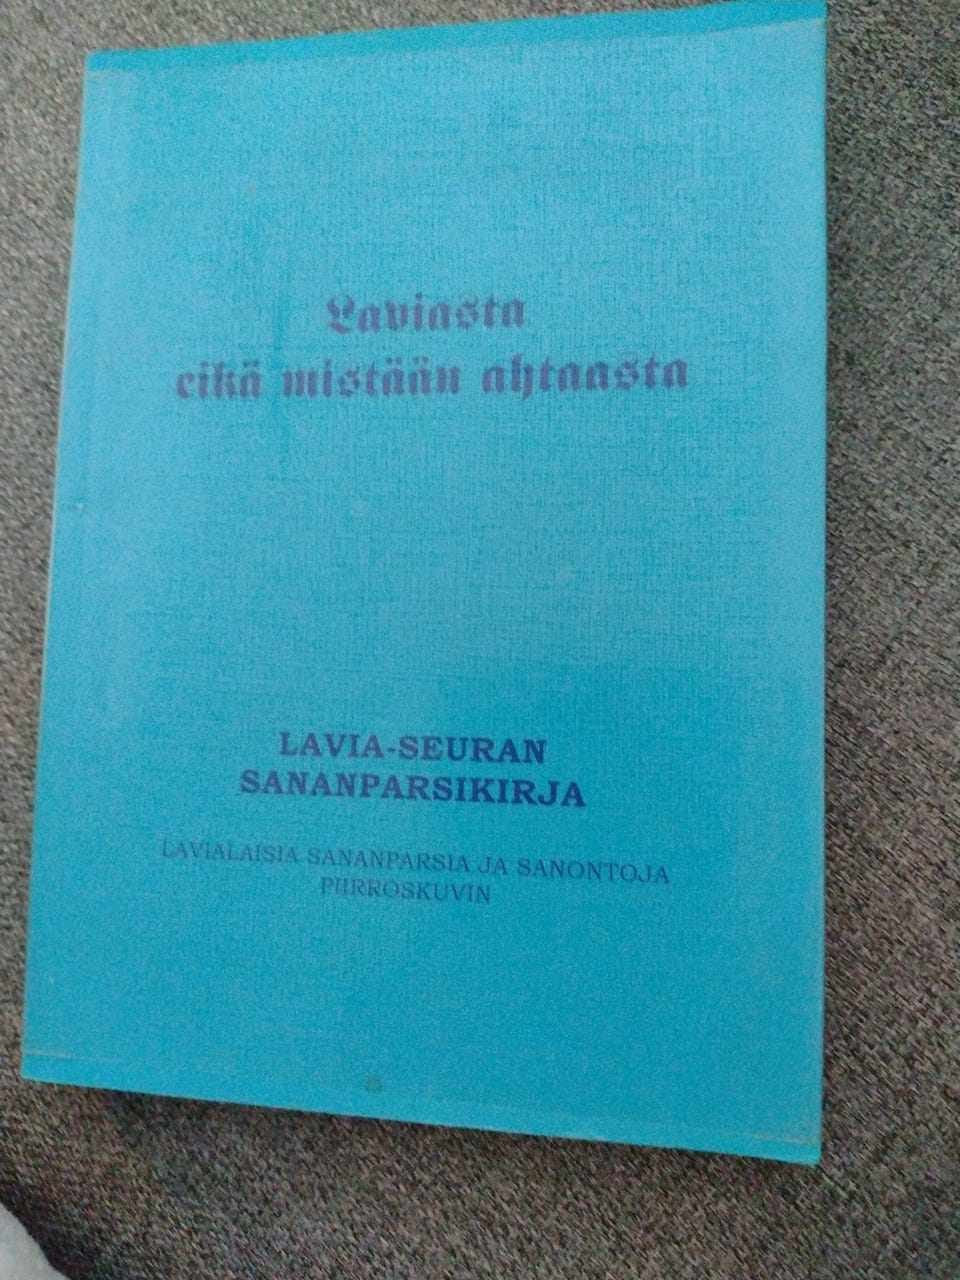 Laviasta
eikä mistään ahtaasta
LAVIA-SEURAN
SANANPARSIKIRJA
LAVIALAISIA SANANPARSIA JA SANONTOJA
PIIRROSKUVIN